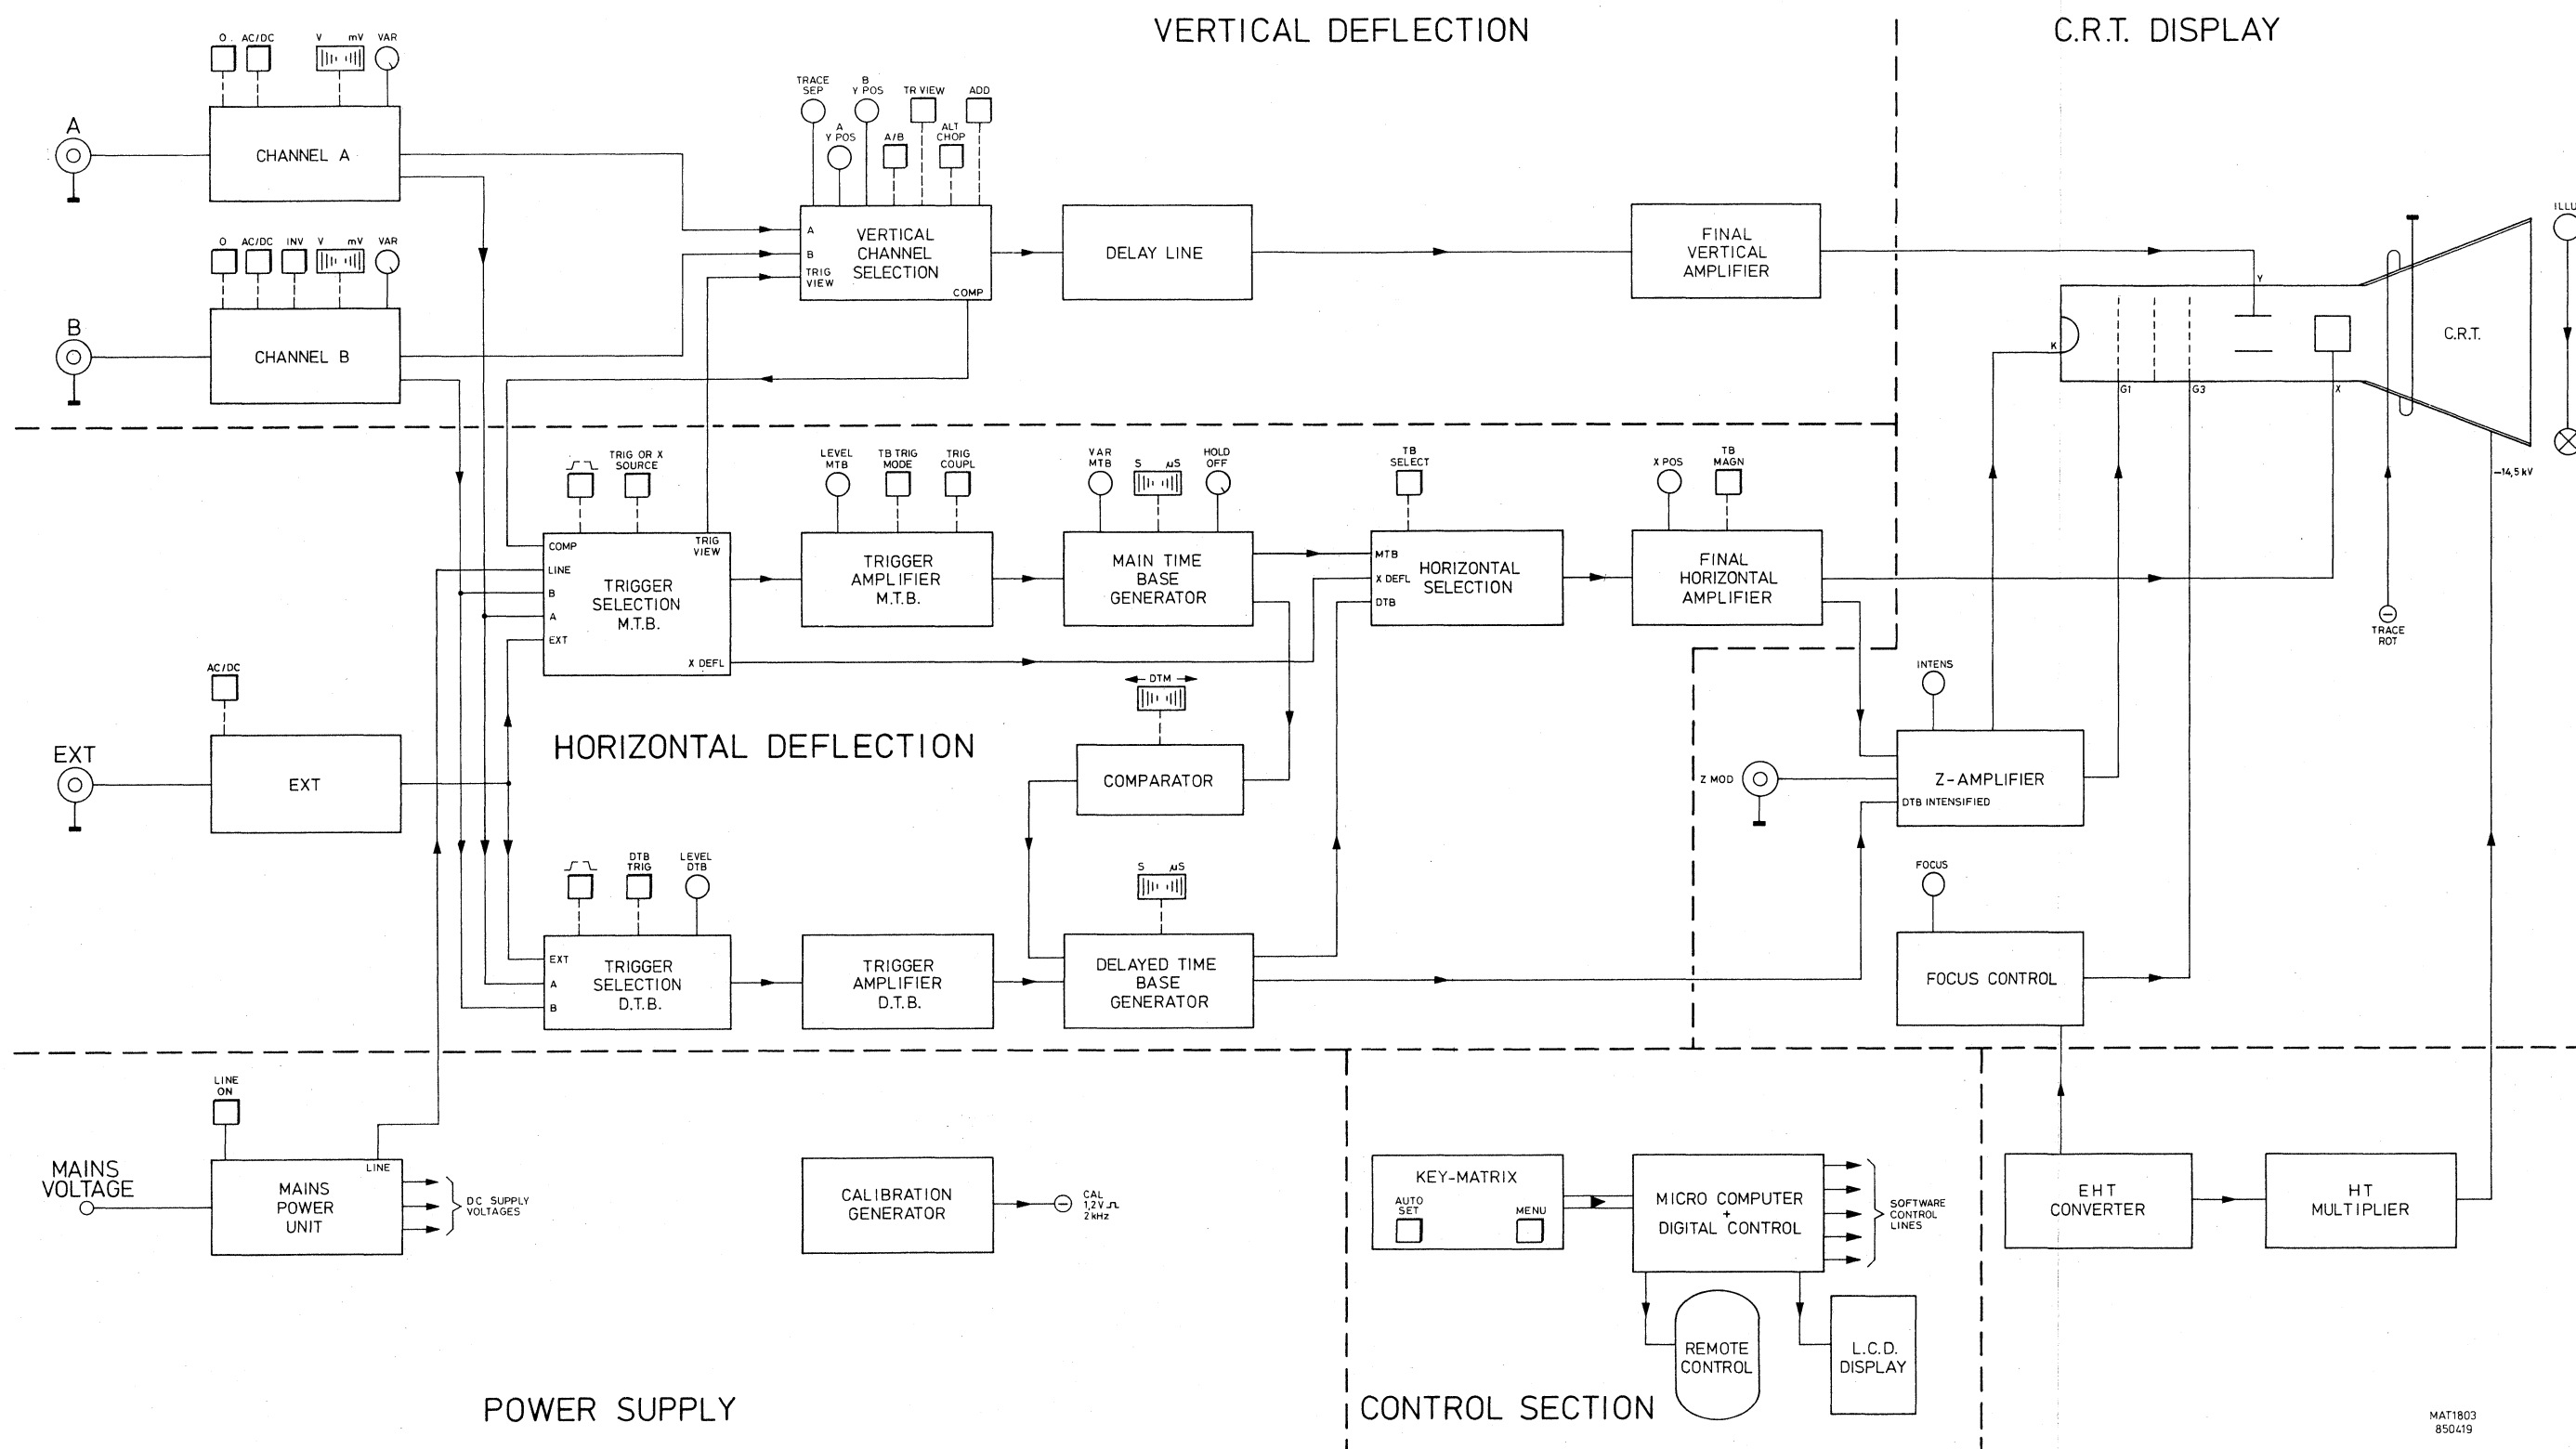 VERTICAL DEFLECTION
C.R.T. DISPLAY
O.
AC/DC
V
mV
VAR
A
CHANNEL A
TRACE
SEP
A
Y POS
B
Y POS
A/B
TR VIEW
ALT
CHOP
ADD
A
B
TRIG
VIEW
VERTICAL
CHANNEL
SELECTION
COMP
DELAY LINE
FINAL
VERTICAL
AMPLIFIER
O
AC/DC
INV
V
mV
VAR
B
CHANNEL B
Y
K
G1
G3
X
C.R.T.
ILLU
-14,5 kV
TRACE
ROT
TRIG OR X
SOURCE
COMP
LINE
B
A
EXT
TRIG
VIEW
TRIGGER
SELECTION
M.T.B.
X DEFL
LEVEL
MTB
TB TRIG
MODE
TRIG
COUPL
TRIGGER
AMPLIFIER
M.T.B.
VAR
MTB
S
µS
HOLD
OFF
MAIN TIME
BASE
GENERATOR
TB
SELECT
MTB
X DEFL
DTB
HORIZONTAL
SELECTION
X POS
TB
MAGN
FINAL
HORIZONTAL
AMPLIFIER
AC/DC
EXT
EXT
HORIZONTAL DEFLECTION
DTM
COMPARATOR
INTENS
Z MOD
Z-AMPLIFIER
DTB INTENSIFIED
DTB
TRIG
LEVEL
DTB
EXT
A
B
TRIGGER
SELECTION
D.T.B.
TRIGGER
AMPLIFIER
D.T.B.
S
µS
DELAYED TIME
BASE
GENERATOR
FOCUS
FOCUS CONTROL
LINE
ON
MAINS
VOLTAGE
LINE
MAINS
POWER
UNIT
DC SUPPLY
VOLTAGES
CALIBRATION
GENERATOR
CAL
1,2V
2kHz
KEY-MATRIX
AUTO
SET
MENU
MICRO COMPUTER
+
DIGITAL CONTROL
SOFTWARE
CONTROL
LINES
REMOTE
CONTROL
L.C.D.
DISPLAY
EHT
CONVERTER
HT
MULTIPLIER
POWER SUPPLY
CONTROL SECTION
MAT1803
850419